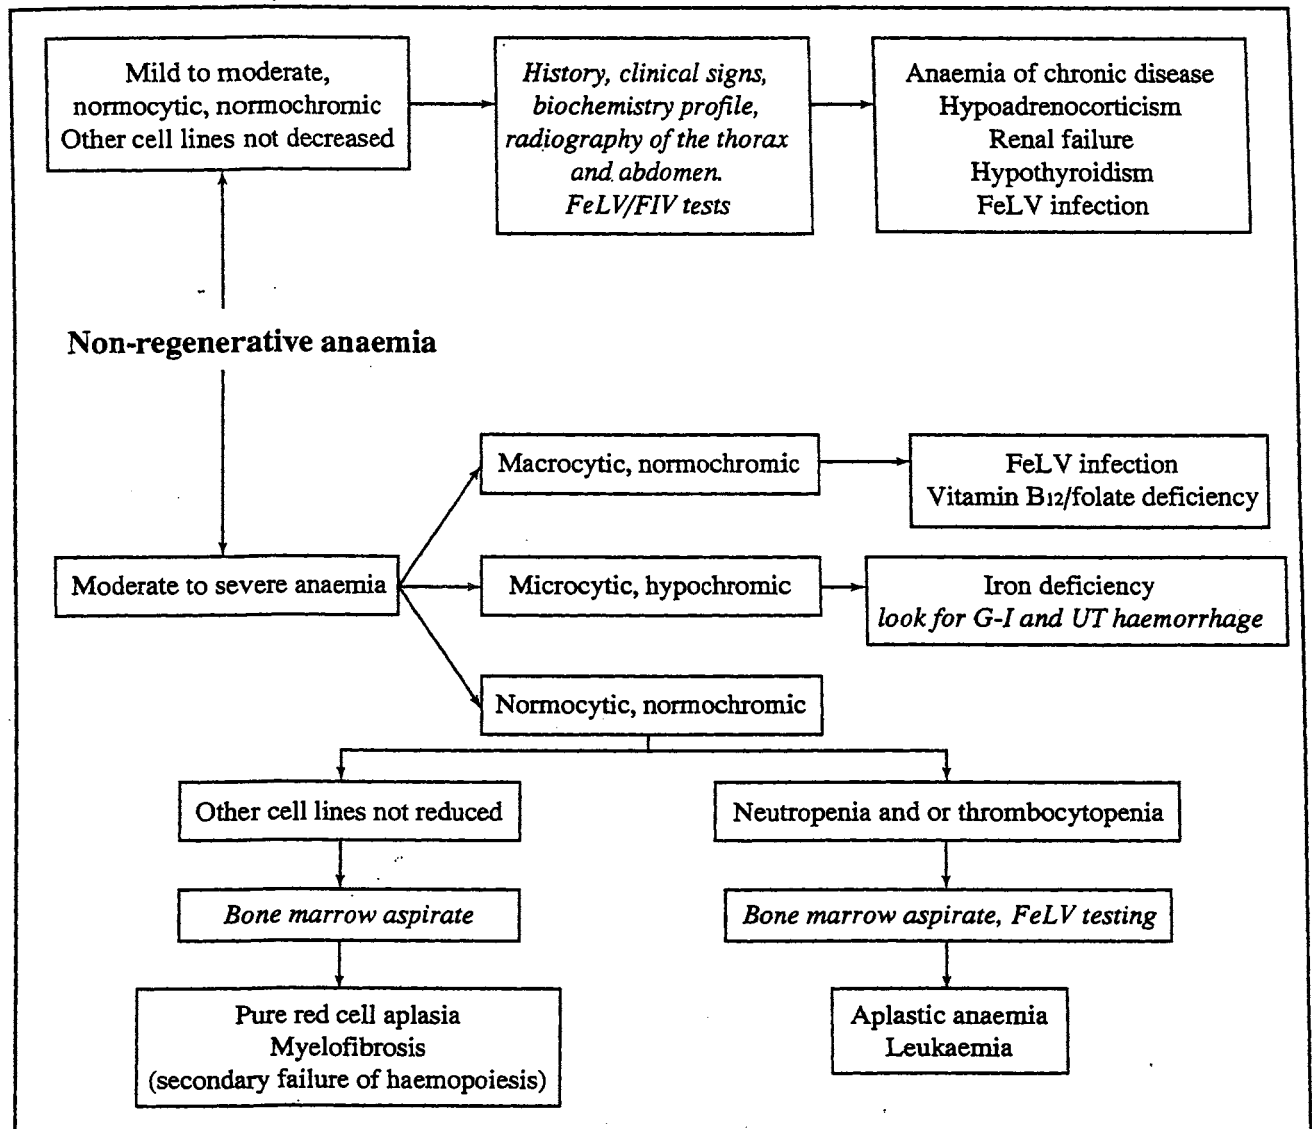 Mild to moderate,
normocytic, normochromic
Other cell lines not decreased
History, clinical signs,
biochemistry profile,
radiography of the thorax
and abdomen.
FeLV/FIV tests
Anaemia of chronic disease
Hypoadrenocorticism
Renal failure
Hypothyroidism
FeLV infection
Non-regenerative anaemia
Moderate to severe anaemia
Macrocytic, normochromic
FeLV infection
Vitamin B12/folate deficiency
Microcytic, hypochromic
Iron deficiency
look for G-I and UT haemorrhage
Normocytic, normochromic
Other cell lines not reduced
Bone marrow aspirate
Pure red cell aplasia
Myelofibrosis
(secondary failure of haemopoiesis)
Neutropenia and or thrombocytopenia
Bone marrow aspirate, FeLV testing
Aplastic anaemia
Leukaemia